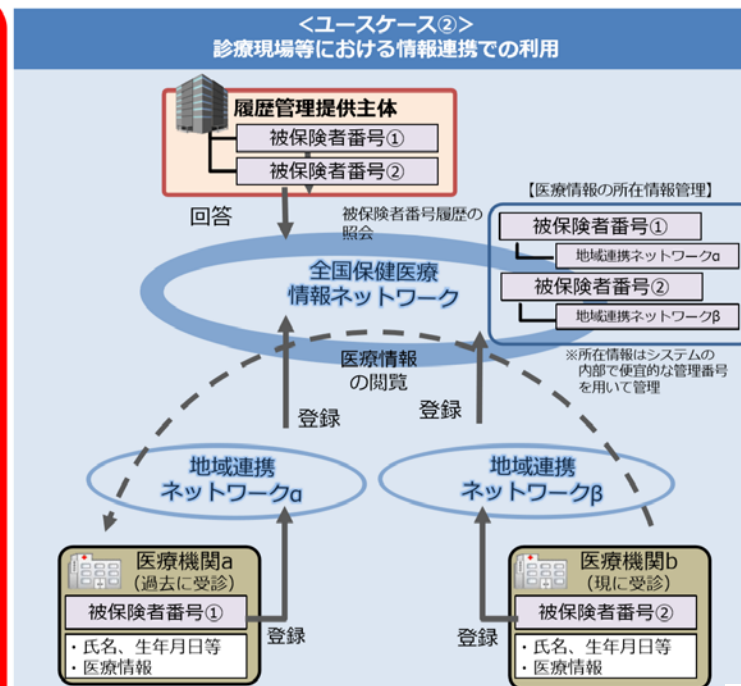 <ユースケース②>
診療現場等における情報連携での利用
履歴管理提供主体
被保険者番号①
被保険者番号②
回答
被保険者番号履歴の
照会
【医療情報の所在情報管理】
被保険者番号①
地域連携ネットワークα
被保険者番号②
地域連携ネットワークβ
※所在情報はシステムの
内部で便宜的な管理番号
を用いて管理
全国保健医療
情報ネットワーク
医療情報
の閲覧
登録
登録
地域連携
ネットワークα
地域連携
ネットワークβ
医療機関a
(過去に受診)
被保険者番号①
・氏名、生年月日等
・医療情報
登録
医療機関b
(現に受診)
被保険者番号②
・氏名、生年月日等
・医療情報
登録